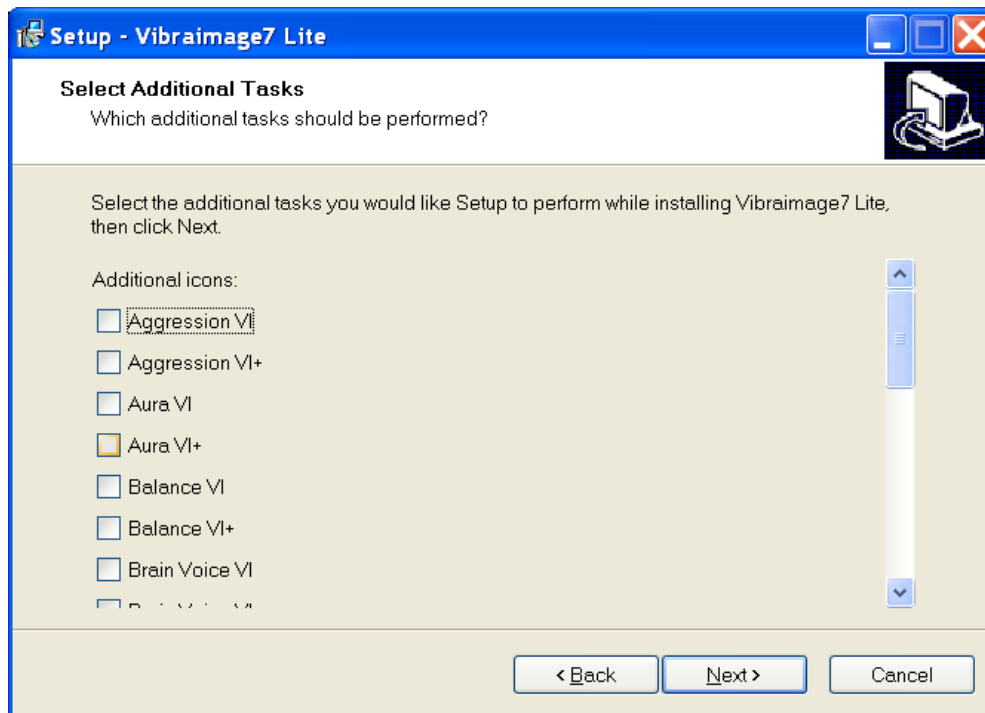 Setup - Vibraimage7 Lite
Select Additional Tasks
Which additional tasks should be performed?
Select the additional tasks you would like Setup to perform while installing Vibraimage7 Lite,
then click Next.
Additional icons:
Aggression VI
Aggression VI+
Aura VI
Aura VI+
Balance VI
Balance VI+
Brain Voice VI
< Back
Next >
Cancel